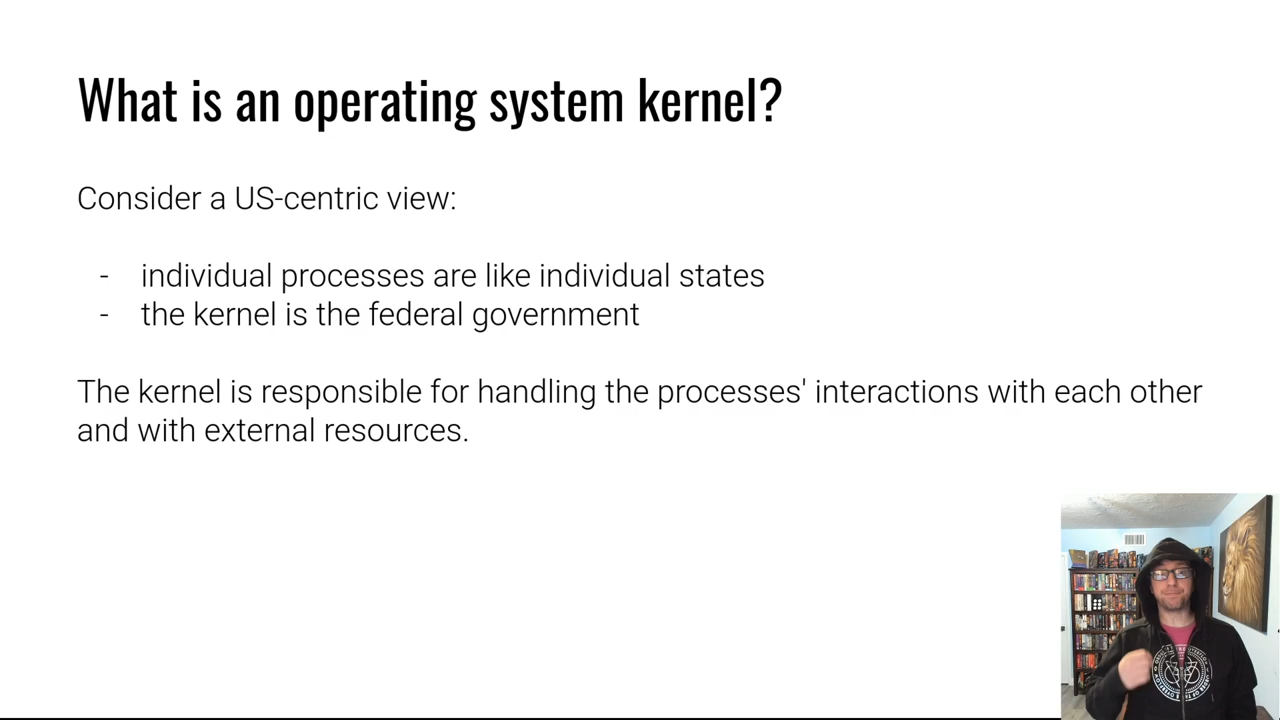 What is an operating system kernel?
Consider a US-centric view:
- individual processes are like individual states
- the kernel is the federal government
The kernel is responsible for handling the processes' interactions with each other
and with external resources.